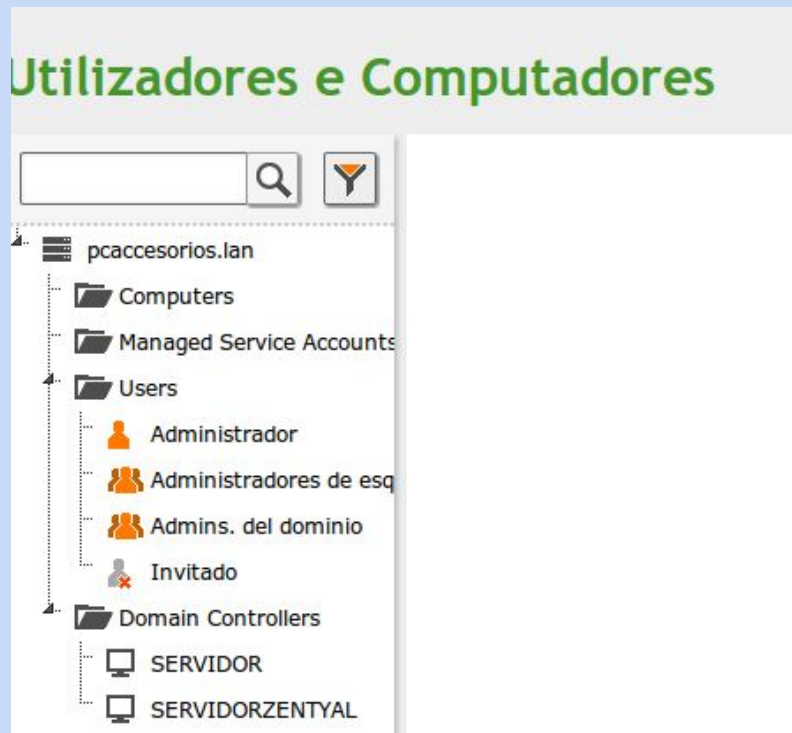 Utilizadores e Computadores
pcaccesorios.lan
Computers
Managed Service Accounts
Users
Administrador
Administradores de esq
Admins. del dominio
Invitado
Domain Controllers
SERVIDOR
SERVIDORZENTYAL